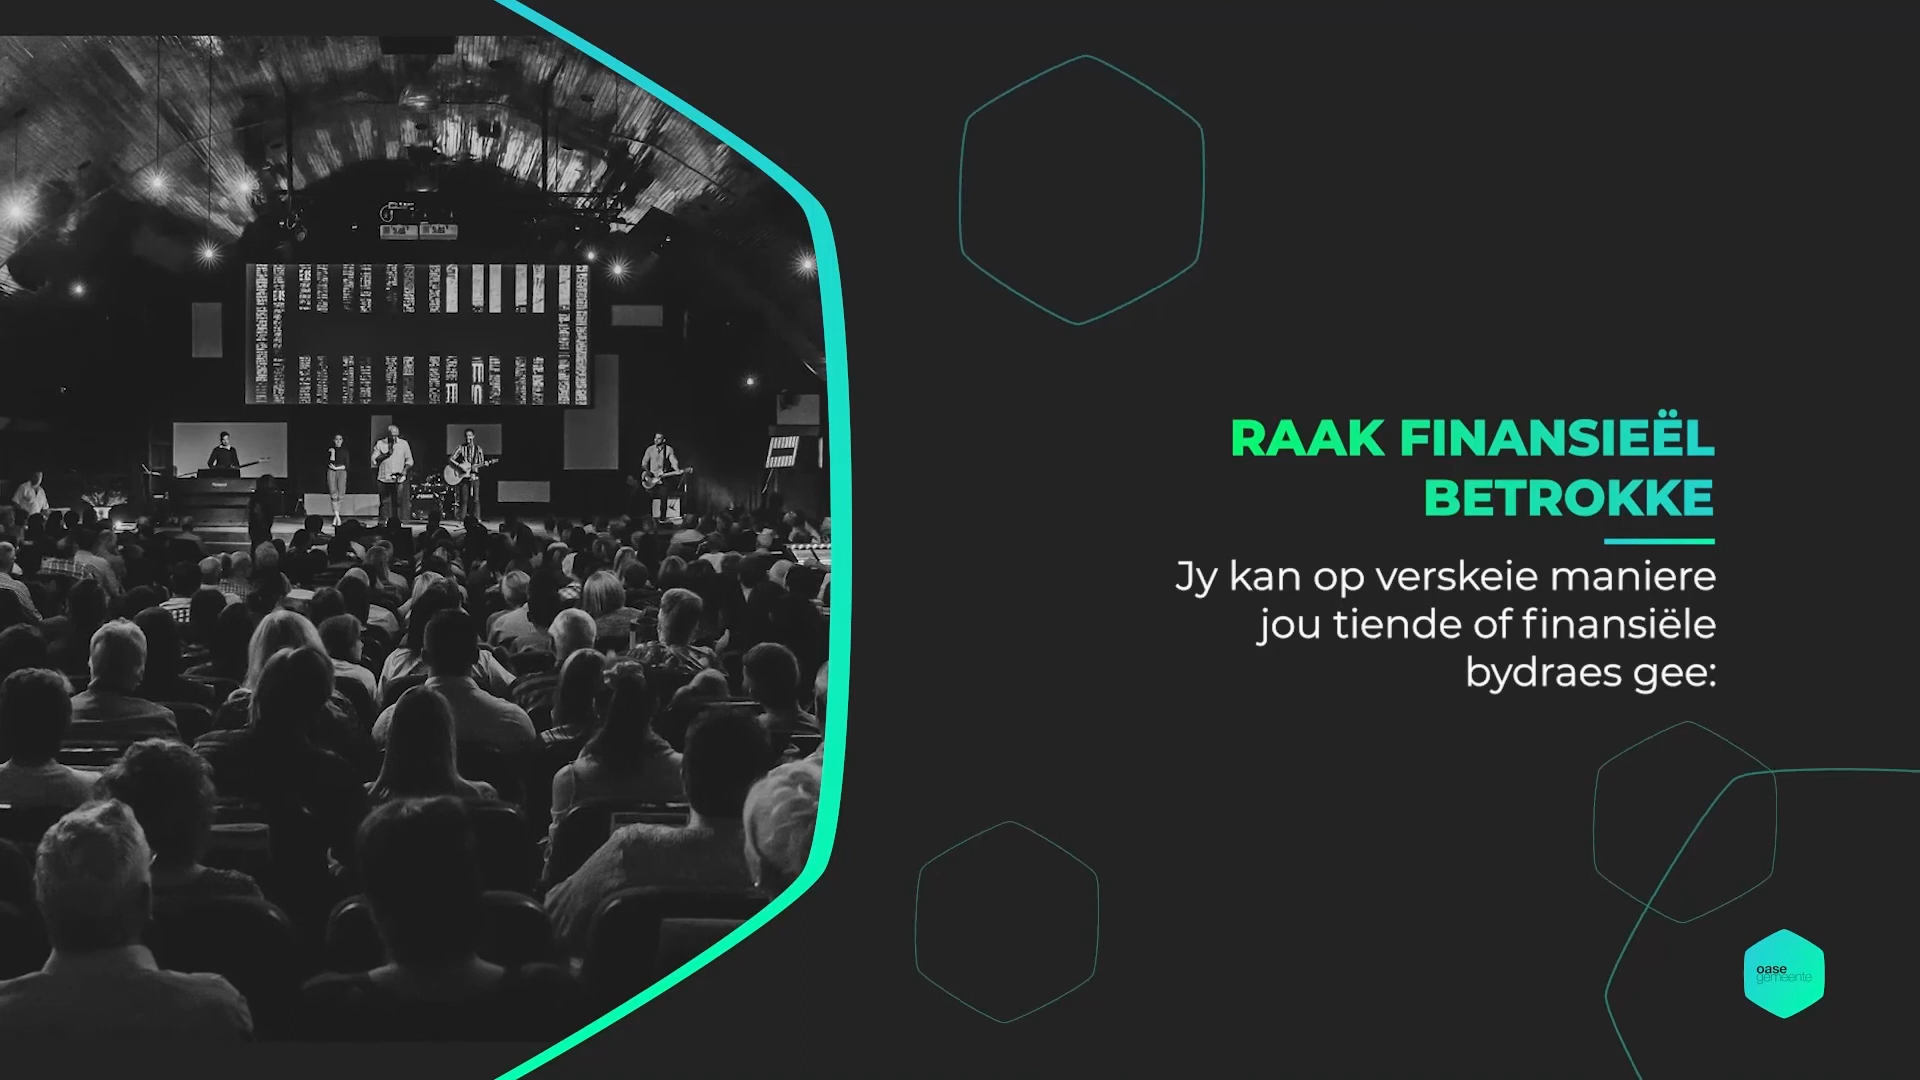 RAAK FINANSIEËL
BETROKKE
Jy kan op verskeie maniere
jou tiende of finansiële
bydraes gee:
oase
gemeente